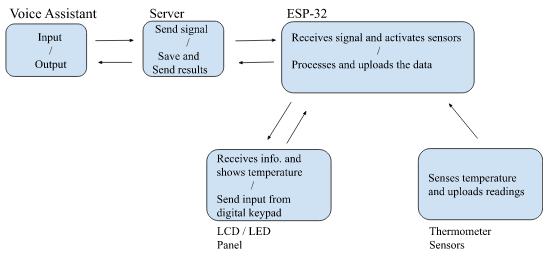 Voice Assistant
Input
/
Output
Server
Send signal
/
Save and
Send results
ESP-32
Receives signal and activates sensors
/
Processes and uploads the data
Receives info. and
shows temperature
/
Send input from
digital keypad
LCD / LED
Panel
Senses temperature
and uploads readings
Thermometer
Sensors